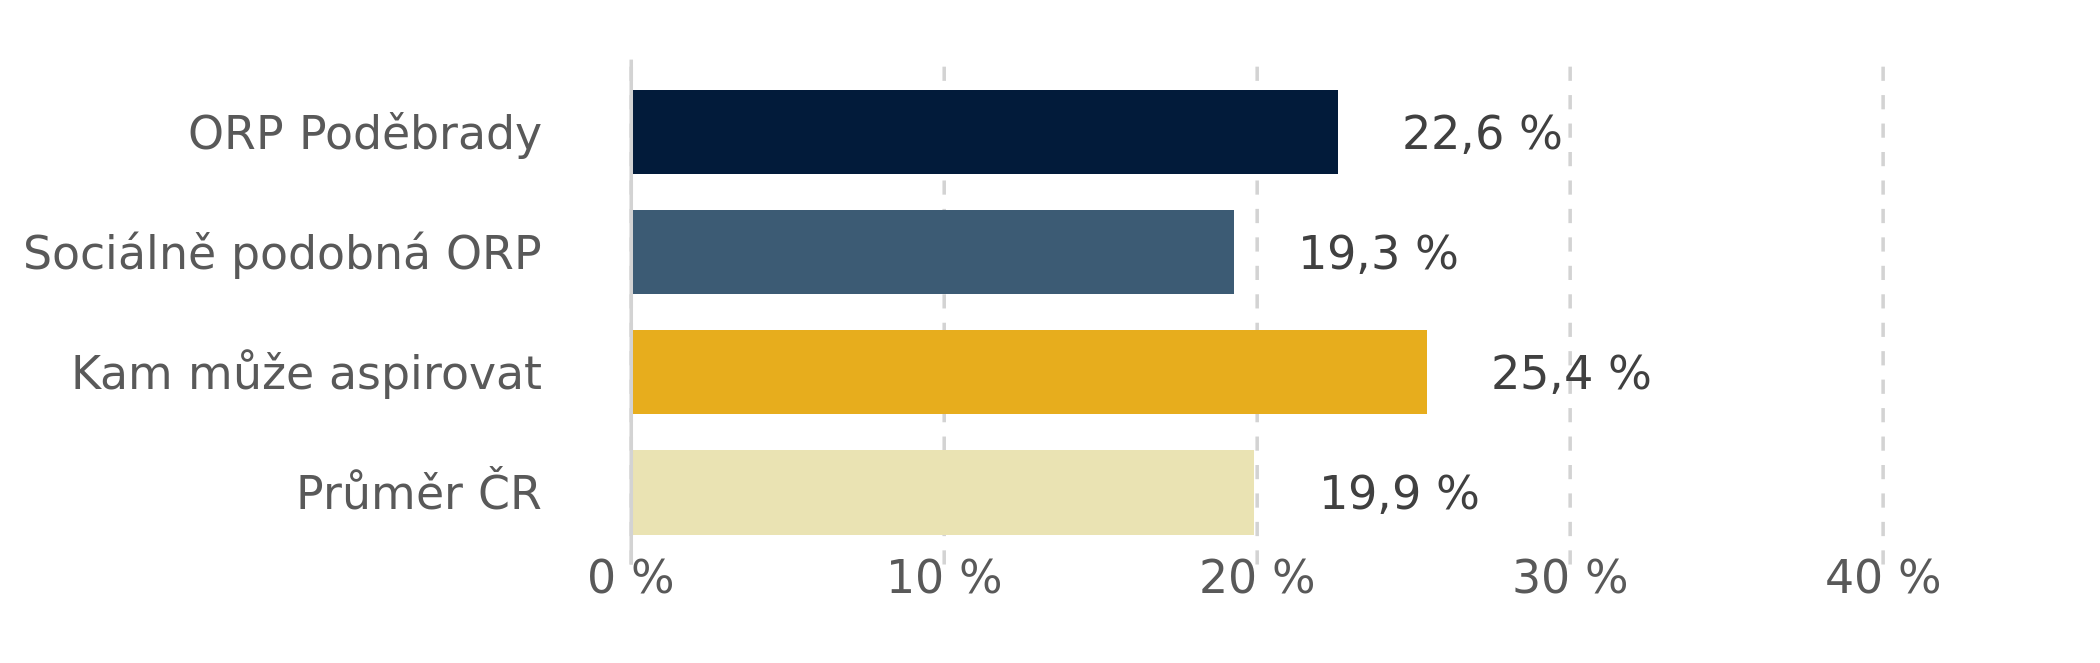 ORP Poděbrady 22,6 %
Sociálně podobná ORP 19,3 %
Kam může aspirovat 25,4 %
Průměr ČR 19,9 %
0 % 10 % 20 % 30 % 40 %